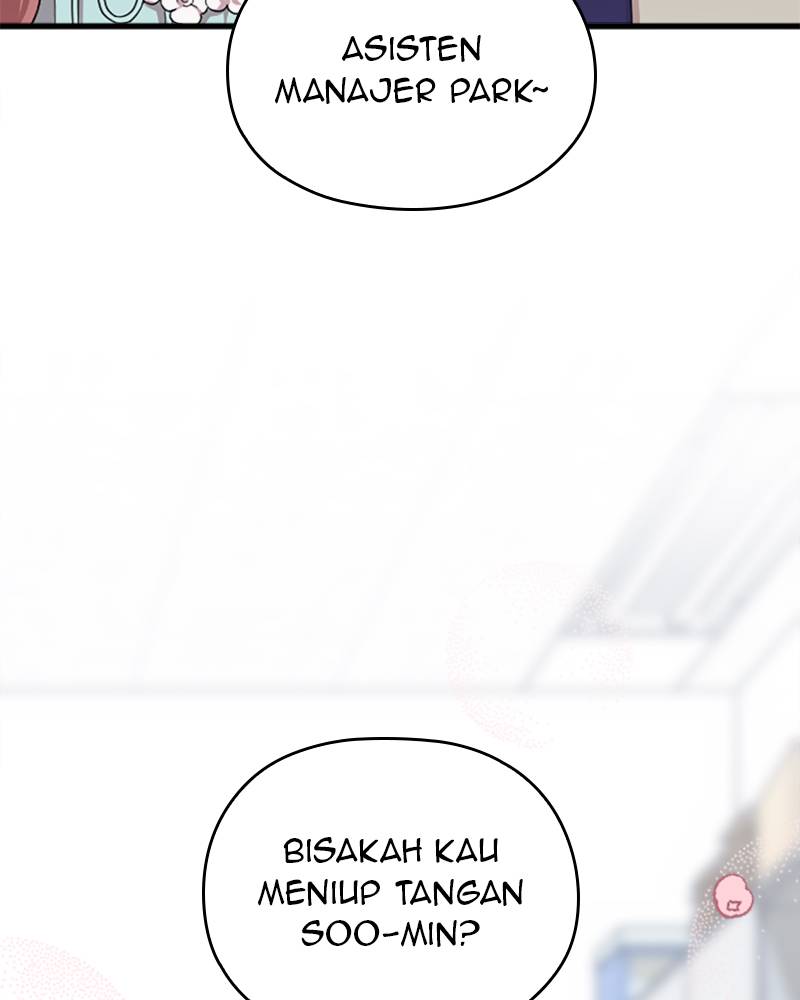 ASISTEN
MANAJER PARK~
BISAKAH KAU
MENIUP TANGAN
SOO-MIN?